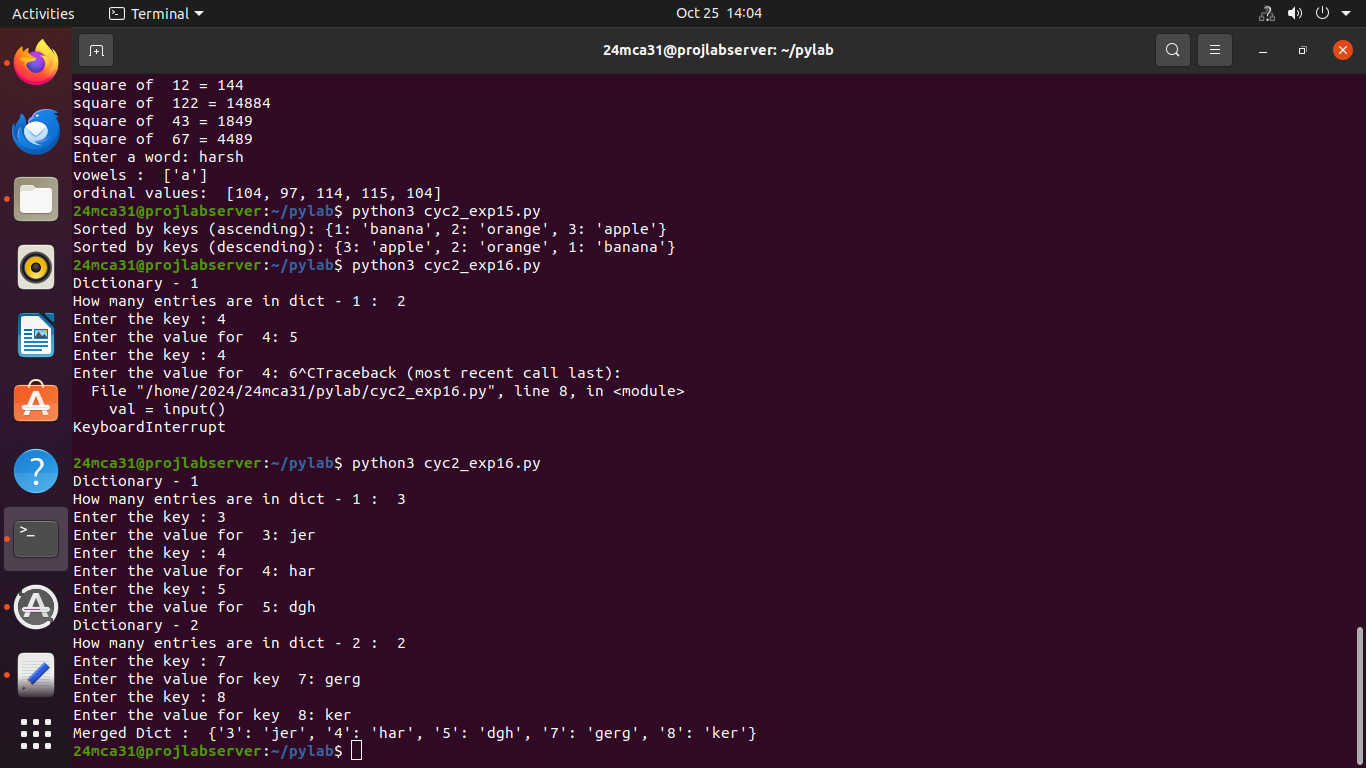 Activities
Terminal
Oct 25 14:04
24mca31@projlabserver: ~/pylab
square of  12 = 144
square of  122 = 14884
square of  43 = 1849
square of  67 = 4489
Enter a word: harsh
vowels :  ['a']
ordinal values:  [104, 97, 114, 115, 104]
24mca31@projlabserver:~/pylab$ python3 cyc2_exp15.py
Sorted by keys (ascending): {1: 'banana', 2: 'orange', 3: 'apple'}
Sorted by keys (descending): {3: 'apple', 2: 'orange', 1: 'banana'}
24mca31@projlabserver:~/pylab$ python3 cyc2_exp16.py
Dictionary - 1
How many entries are in dict - 1 :  2
Enter the key : 4
Enter the value for  4: 5
Enter the key : 4
Enter the value for  4: 6^CTraceback (most recent call last):
  File "/home/2024/24mca31/pylab/cyc2_exp16.py", line 8, in <module>
    val = input()
KeyboardInterrupt
24mca31@projlabserver:~/pylab$ python3 cyc2_exp16.py
Dictionary - 1
How many entries are in dict - 1 :  3
Enter the key : 3
Enter the value for  3: jer
Enter the key : 4
Enter the value for  4: har
Enter the key : 5
Enter the value for  5: dgh
Dictionary - 2
How many entries are in dict - 2 :  2
Enter the key : 7
Enter the value for key  7: gerg
Enter the key : 8
Enter the value for key  8: ker
Merged Dict :  {'3': 'jer', '4': 'har', '5': 'dgh', '7': 'gerg', '8': 'ker'}
24mca31@projlabserver:~/pylab$